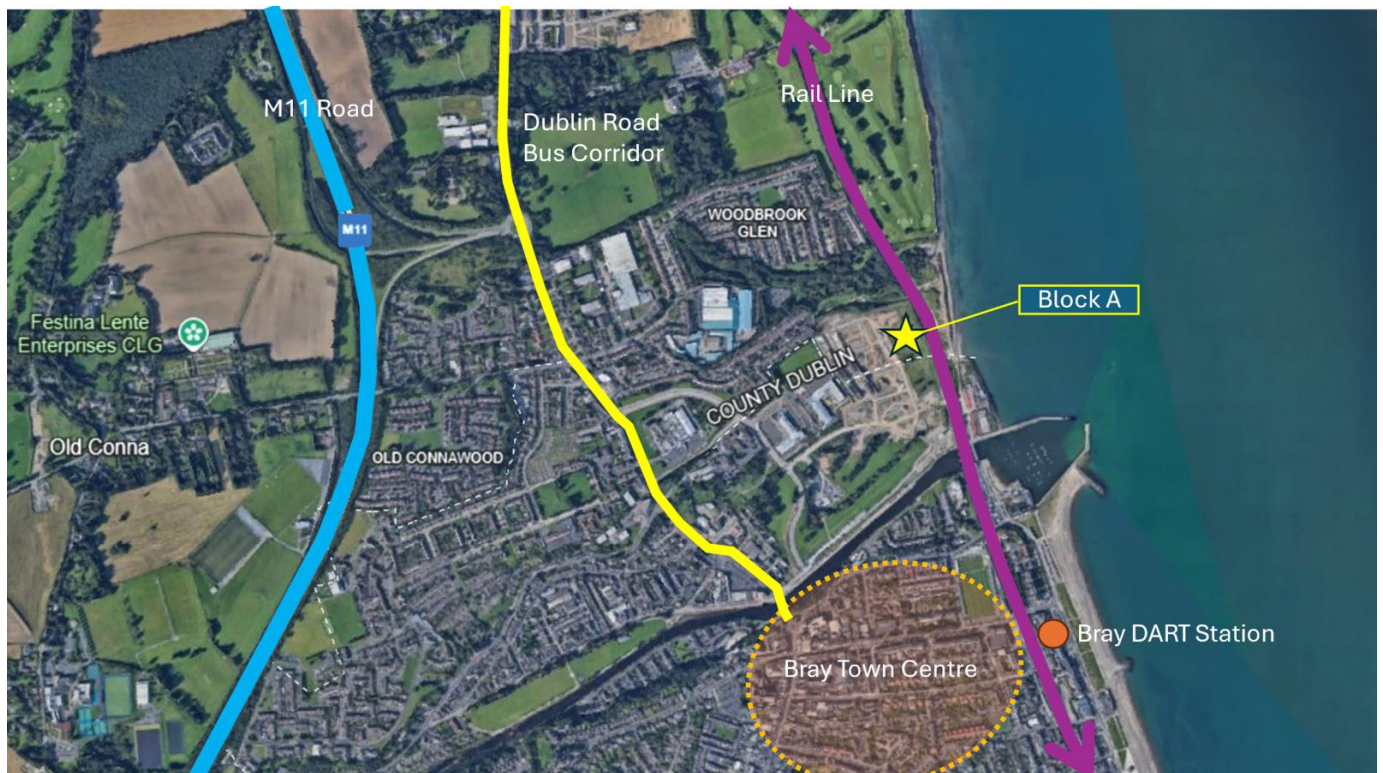 M11 Road
Rail Line
Dublin Road
Bus Corridor
WOODBROOK
GLEN
M11
Block A
Festina Lente
Enterprises CLG
COUNTY DUBLIN
Old Conna
OLD CONNAWOOD
Bray DART Station
Bray Town Centre